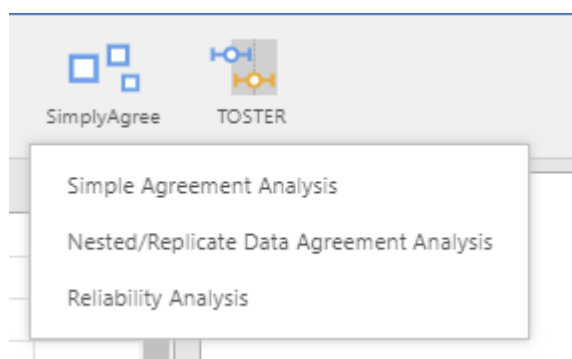 SimplyAgree
TOSTER
Simple Agreement Analysis
Nested/Replicate Data Agreement Analysis
Reliability Analysis